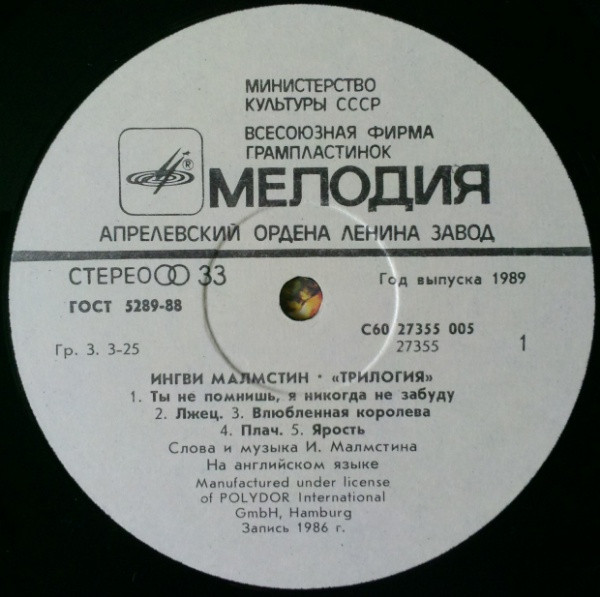 МИНИСТЕРСТВО
КУЛЬТУРЫ СССР
ВСЕСОЮЗНАЯ ФИРМА
ГРАМПЛАСТИНОК
®
МЕЛОДИЯ
АПРЕЛЕВСКИЙ ОРДЕНА ЛЕНИНА ЗАВОД
СТЕРЕО 33
Год выпуска 1989
ГОСТ 5289-88
С60 27355 005
Гр. 3. 3-25
27355
1
ИНГВИ МАЛМСТИН · «ТРИЛОГИЯ»
1. Ты не помнишь, я никогда не забуду
2. Лжец. 3. Влюбленная королева
4. Плач. 5. Ярость
Слова и музыка И. Малмстина
На английском языке
Manufactured under license
of POLYDOR International
GmbH, Hamburg
Запись 1986 г.